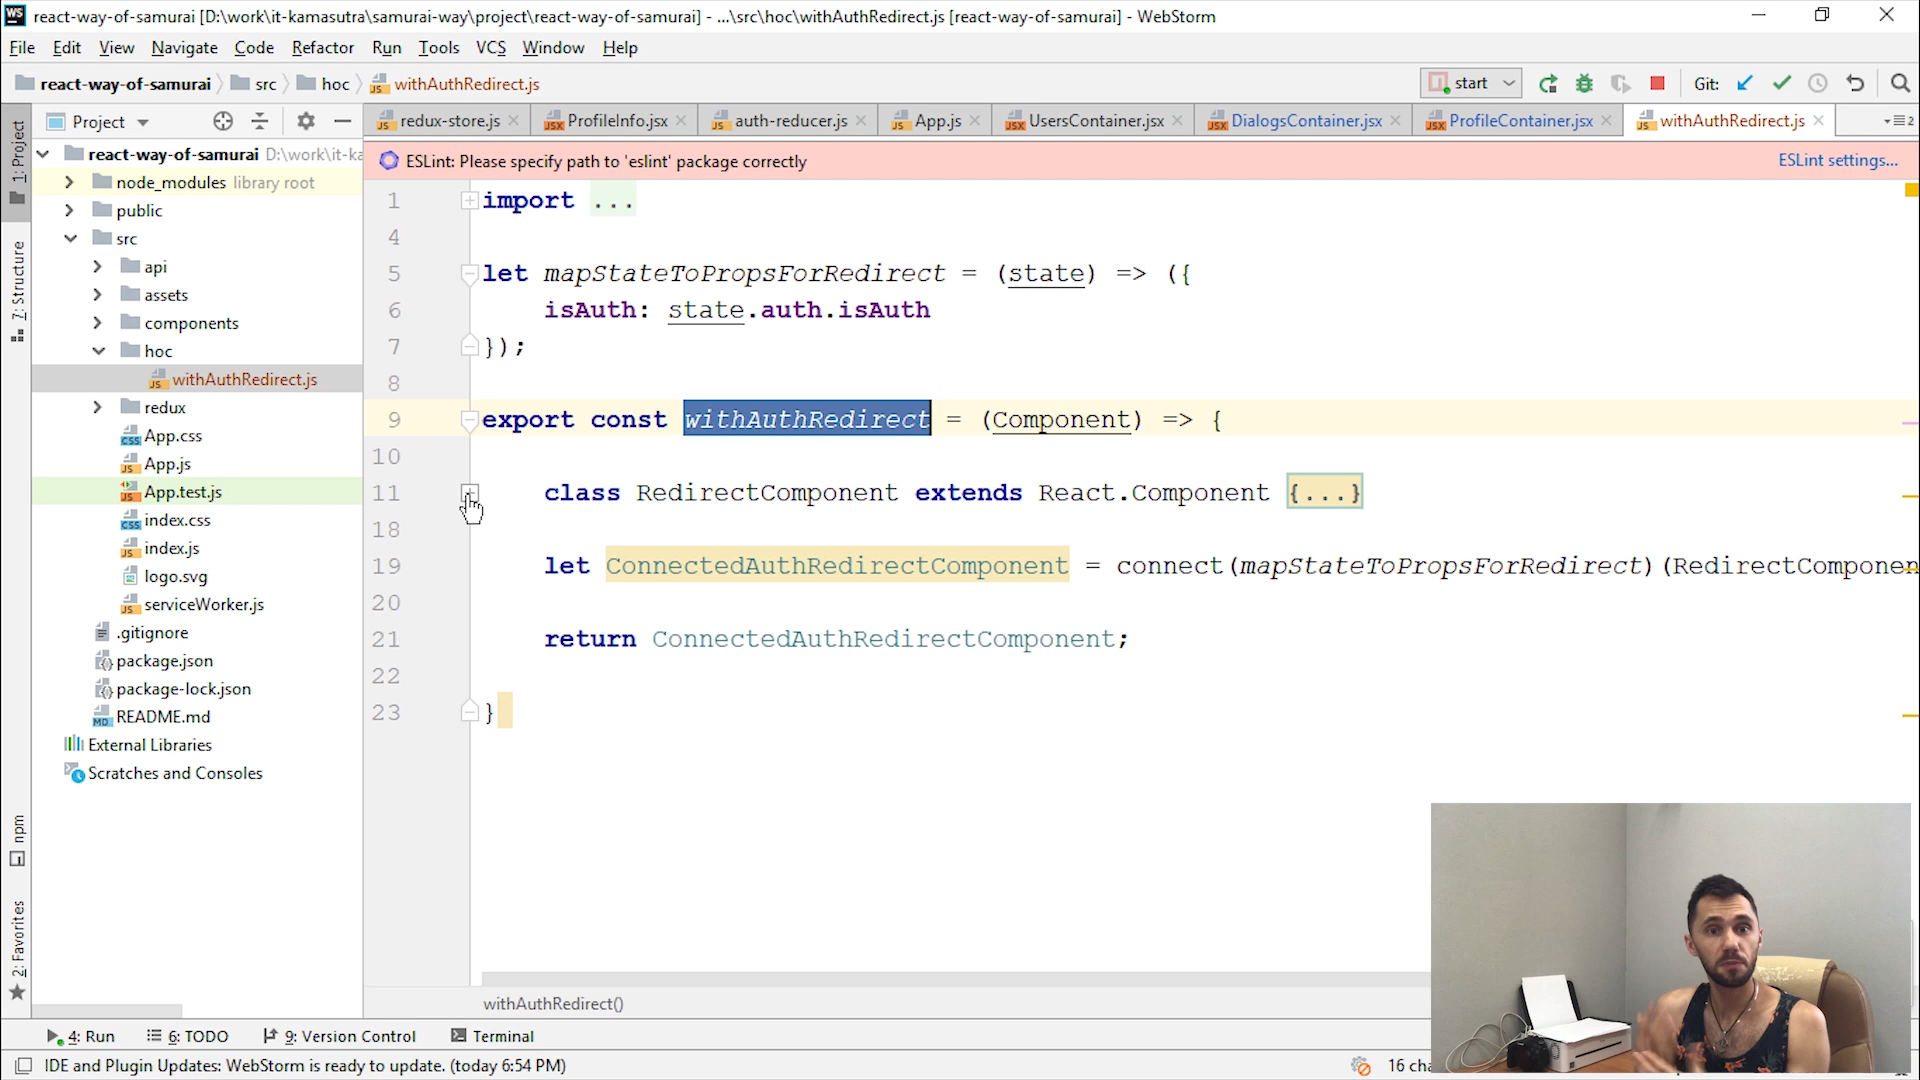 WS react-way-of-samurai [D:\work\it-kamasutra\samurai-way\project\react-way-of-samurai] - ...\src\hoc\withAuthRedirect.js [react-way-of-samurai] - WebStorm
File Edit View Navigate Code Refactor Run Tools VCS Window Help
react-way-of-samurai src hoc withAuthRedirect.js start Git:
Project redux-store.js ProfileInfo.jsx auth-reducer.js App.js UsersContainer.jsx DialogsContainer.jsx ProfileContainer.jsx withAuthRedirect.js 2
1: Project
7: Structure
npm
2: Favorites
react-way-of-samurai D:\work\it-ka
node_modules library root
public
src
api
assets
components
hoc
withAuthRedirect.js
redux
App.css
App.js
App.test.js
index.css
index.js
logo.svg
serviceWorker.js
.gitignore
package.json
package-lock.json
README.md
External Libraries
Scratches and Consoles
ESLint: Please specify path to 'eslint' package correctly ESLint settings...
1 import ...
4
5 let mapStateToPropsForRedirect = (state) => ({
6 isAuth: state.auth.isAuth
7 });
8
9 export const withAuthRedirect = (Component) => {
10
11 class RedirectComponent extends React.Component {...}
18
19 let ConnectedAuthRedirectComponent = connect(mapStateToPropsForRedirect)(RedirectComponen
20
21 return ConnectedAuthRedirectComponent;
22
23 }
withAuthRedirect()
4: Run 6: TODO 9: Version Control Terminal
IDE and Plugin Updates: WebStorm is ready to update. (today 6:54 PM) 16 cha